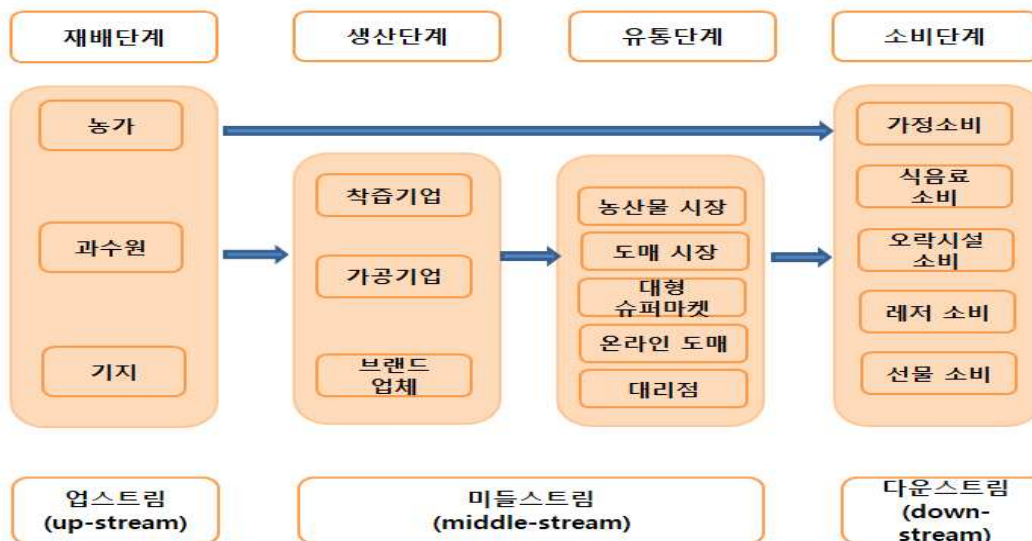 재배단계
생산단계
유통단계
소비단계
농가
과수원
기지
착즙기업
가공기업
브랜드
업체
농산물 시장
도매 시장
대형
슈퍼마켓
온라인 도매
대리점
가정소비
식음료
소비
오락시설
소비
레저 소비
선물 소비
업스트림
(up-stream)
미들스트림
(middle-stream)
다운스트림
(down-
stream)